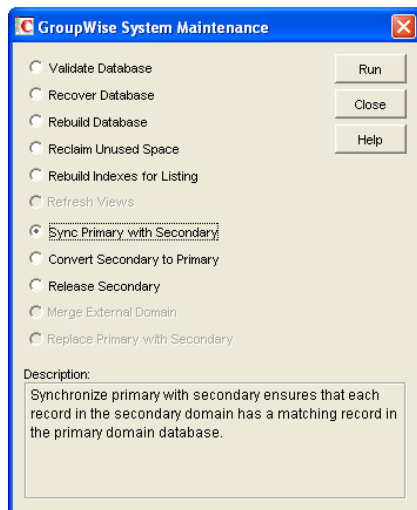 GroupWise System Maintenance
Validate Database
Run
Recover Database
Close
Rebuild Database
Help
Reclaim Unused Space
Rebuild Indexes for Listing
Refresh Views
Sync Primary with Secondary
Convert Secondary to Primary
Release Secondary
Merge External Domain
Replace Primary with Secondary
Description:
Synchronize primary with secondary ensures that each
record in the secondary domain has a matching record in
the primary domain database.